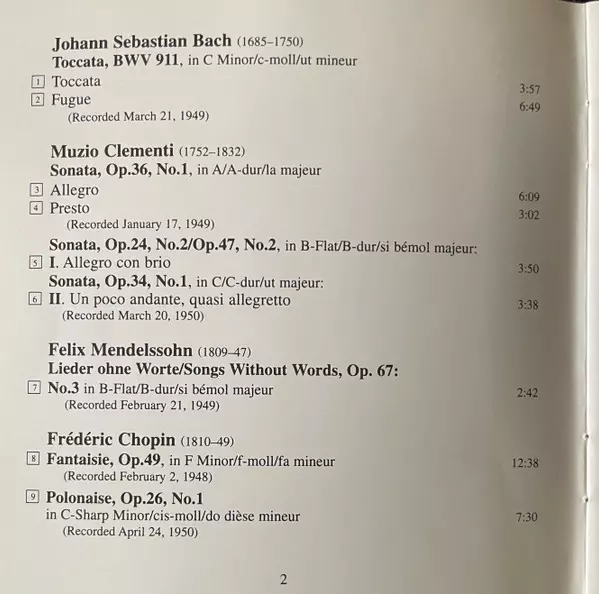 Johann Sebastian Bach (1685–1750)
Toccata, BWV 911, in C Minor/c-moll/ut mineur
1 Toccata 3:57
2 Fugue 6:49
(Recorded March 21, 1949)
Muzio Clementi (1752–1832)
Sonata, Op.36, No.1, in A/A-dur/la majeur
3 Allegro 6:09
4 Presto 3:02
(Recorded January 17, 1949)
Sonata, Op.24, No.2/Op.47, No.2, in B-Flat/B-dur/si bémol majeur:
5 I. Allegro con brio 3:50
Sonata, Op.34, No.1, in C/C-dur/ut majeur:
6 II. Un poco andante, quasi allegretto 3:38
(Recorded March 20, 1950)
Felix Mendelssohn (1809–47)
Lieder ohne Worte/Songs Without Words, Op. 67:
7 No.3 in B-Flat/B-dur/si bémol majeur 2:42
(Recorded February 21, 1949)
Frédéric Chopin (1810–49)
8 Fantaisie, Op.49, in F Minor/f-moll/fa mineur 12:38
(Recorded February 2, 1948)
9 Polonaise, Op.26, No.1
in C-Sharp Minor/cis-moll/do dièse mineur 7:30
(Recorded April 24, 1950)
2